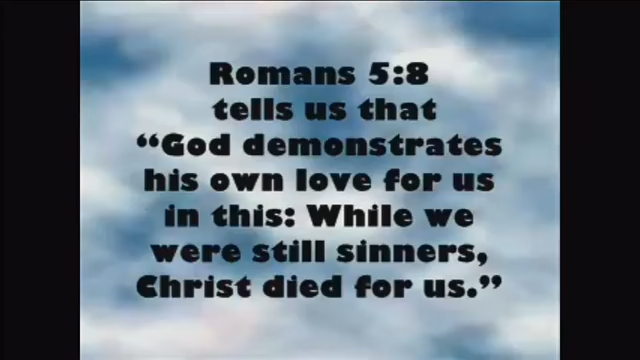 Romans 5:8
tells us that
“God demonstrates
his own love for us
in this: While we
were still sinners,
Christ died for us.”